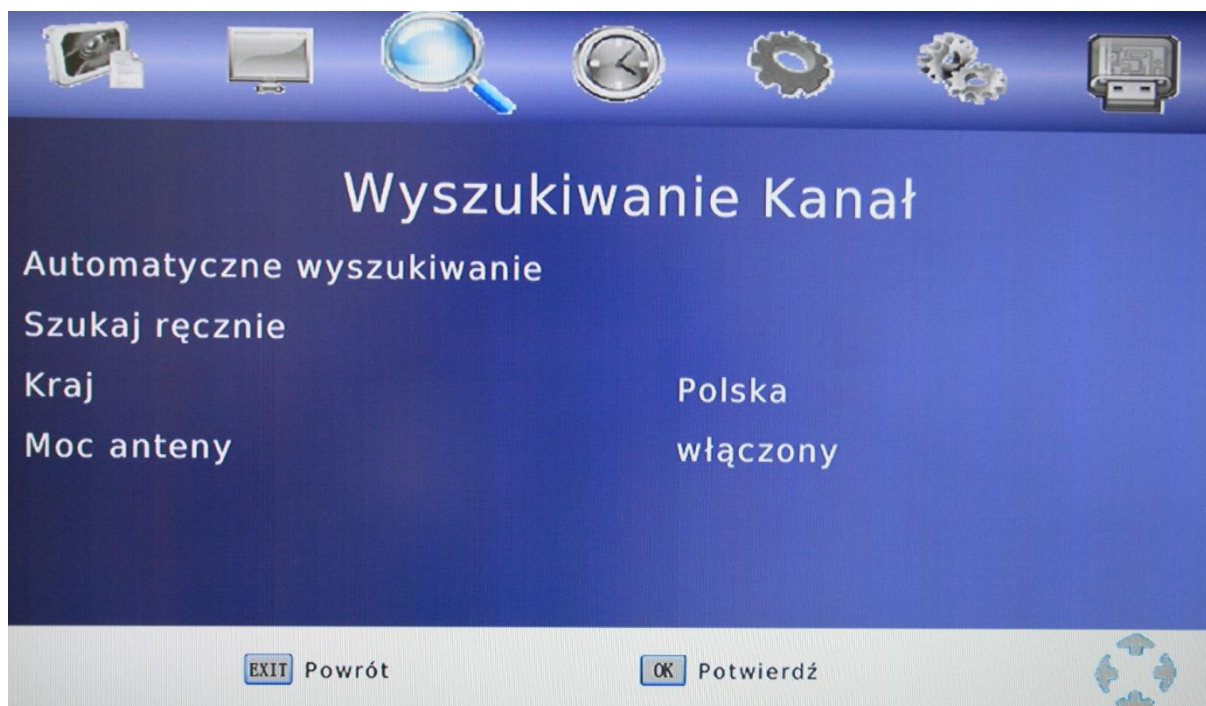 Wyszukiwanie Kanał
Automatyczne wyszukiwanie
Szukaj ręcznie
Kraj Polska
Moc anteny włączony
EXIT Powrót OK Potwierdź